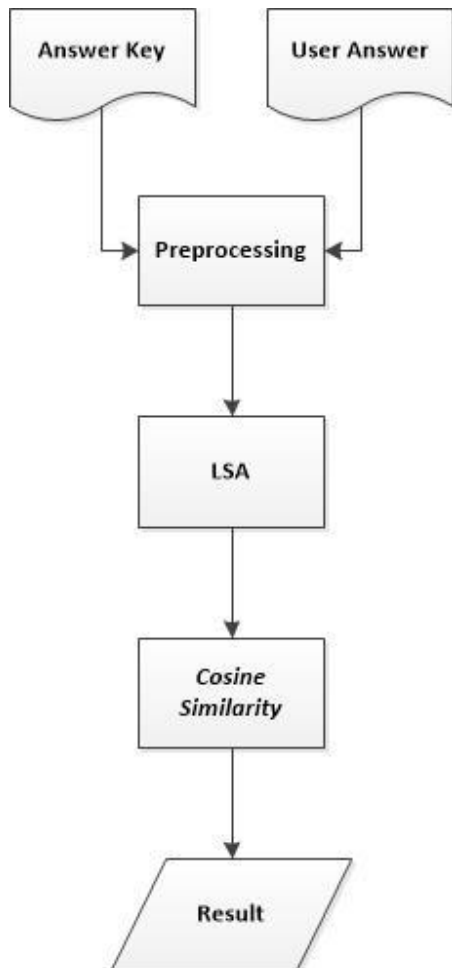 Answer Key
User Answer
Preprocessing
LSA
Cosine
Similarity
Result